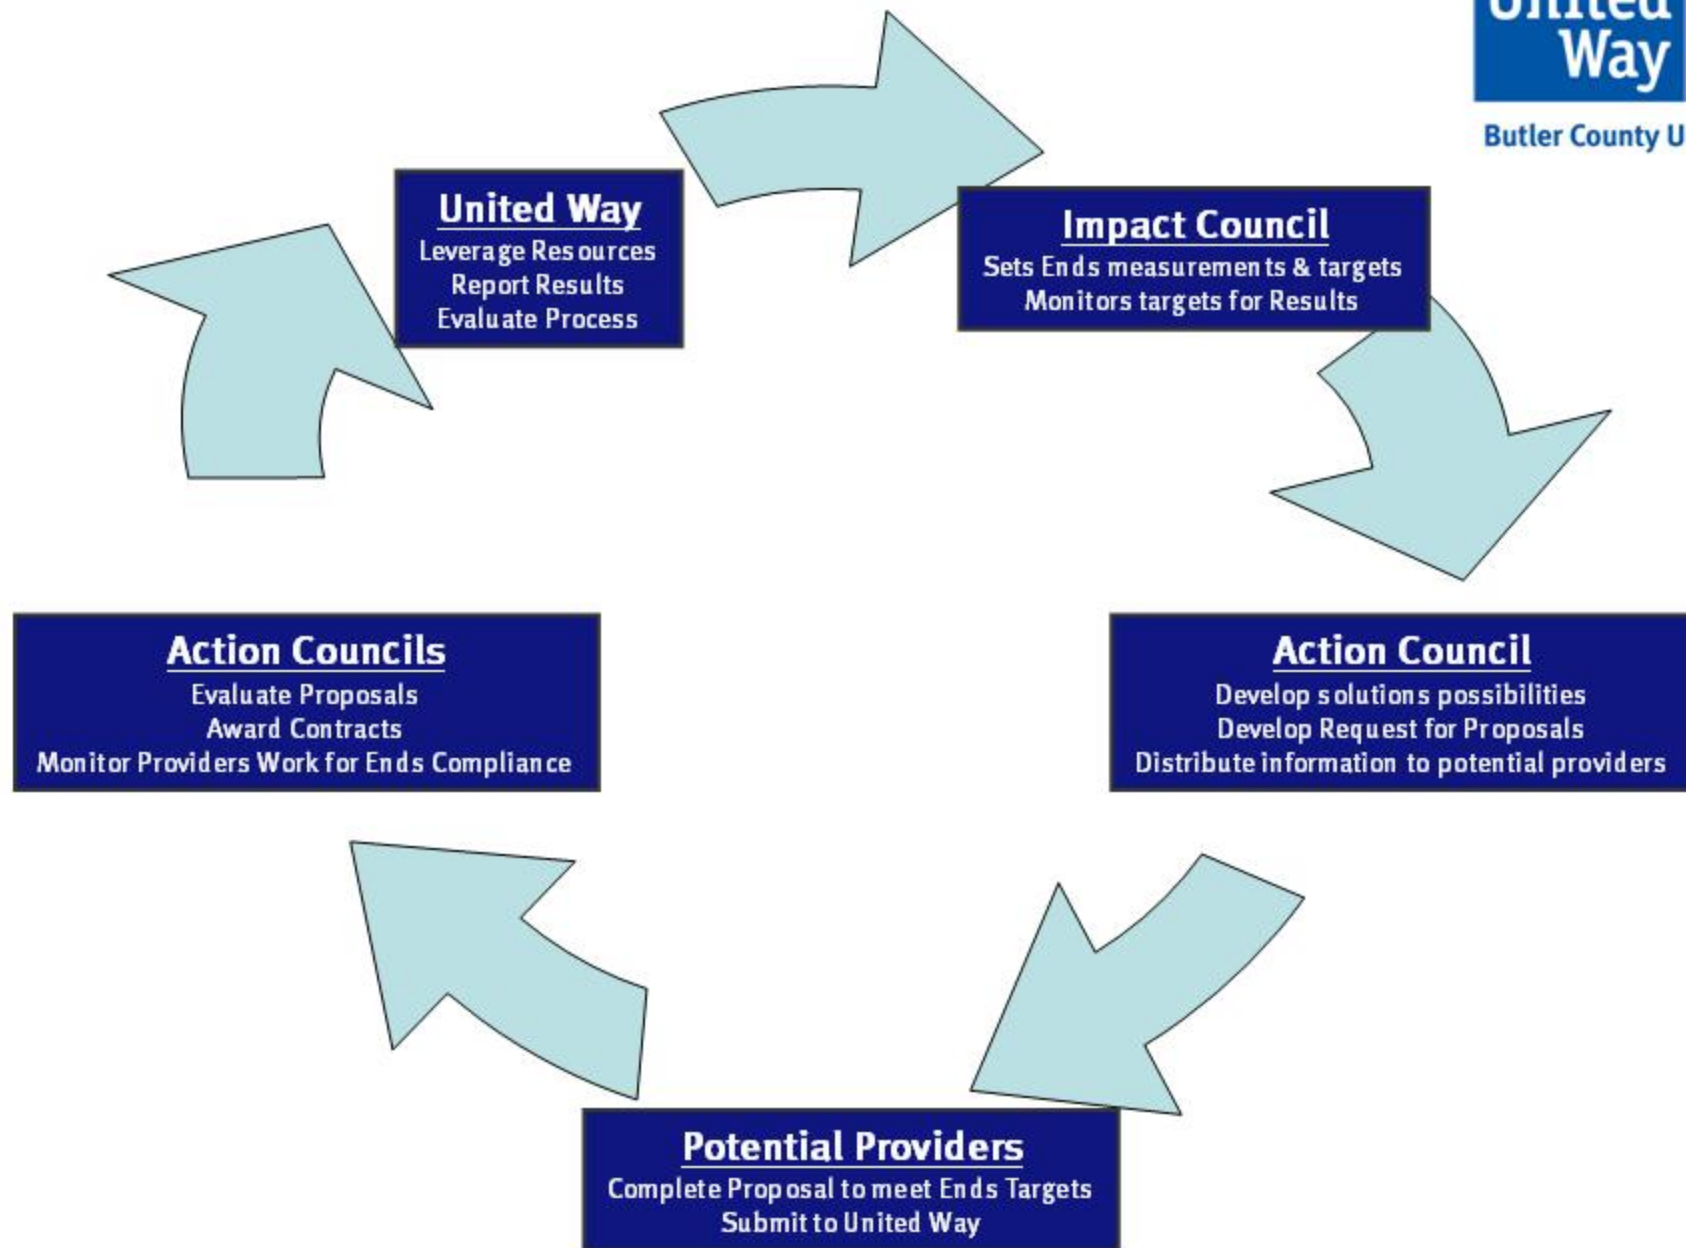 United
Way
Butler County U
United Way
Leverage Resources
Report Results
Evaluate Process
Impact Council
Sets Ends measurements & targets
Monitors targets for Results
Action Councils
Evaluate Proposals
Award Contracts
Monitor Providers Work for Ends Compliance
Action Council
Develop solutions possibilities
Develop Request for Proposals
Distribute information to potential providers
Potential Providers
Complete Proposal to meet Ends Targets
Submit to United Way